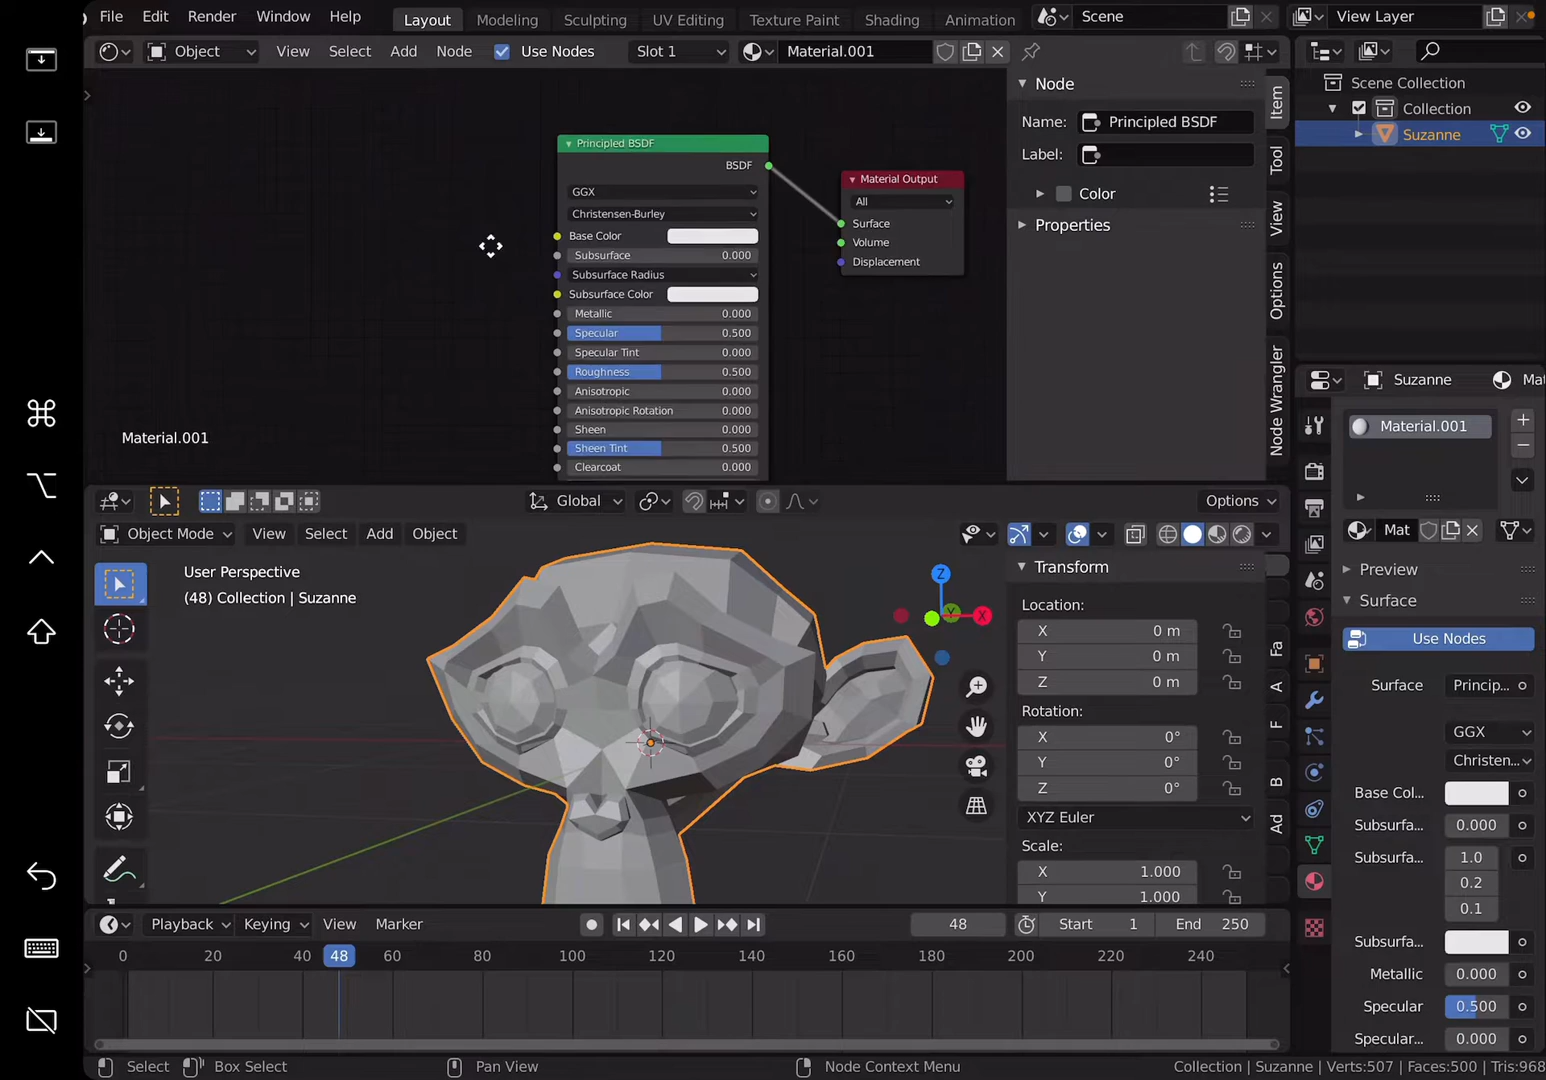 File Edit Render Window Help Layout Modeling Sculpting UV Editing Texture Paint Shading Animation Scene View Layer
Object View Select Add Node Use Nodes Slot 1 Material.001
Principled BSDF
BSDF
GGX
Christensen-Burley
Base Color
Subsurface 0.000
Subsurface Radius
Subsurface Color
Metallic 0.000
Specular 0.500
Specular Tint 0.000
Roughness 0.500
Anisotropic 0.000
Anisotropic Rotation 0.000
Sheen 0.000
Sheen Tint 0.500
Clearcoat 0.000
Material Output
All
Surface
Volume
Displacement
Material.001
Node
Name: Principled BSDF
Label:
Color
Properties
Item
Tool
View
Options
Node Wrangler
Scene Collection
Collection
Suzanne
Suzanne Mat
Material.001
Mat
Preview
Surface
Use Nodes
Surface Princip...
GGX
Christen...
Base Col...
Subsurfa... 0.000
Subsurfa... 1.0
0.2
0.1
Subsurfa...
Metallic 0.000
Specular 0.500
Specular... 0.000
Global Options
Object Mode View Select Add Object
User Perspective
(48) Collection | Suzanne
Z
Y
X
Transform
Location:
X 0 m
Y 0 m
Z 0 m
Rotation:
X 0°
Y 0°
Z 0°
XYZ Euler
Scale:
X 1.000
Y 1.000
Fa
A
F
B
Ad
Playback Keying View Marker 48 Start 1 End 250
0 20 40 48 60 80 100 120 140 160 180 200 220 240
Select Box Select Pan View Node Context Menu Collection | Suzanne | Verts:507 | Faces:500 | Tris:968